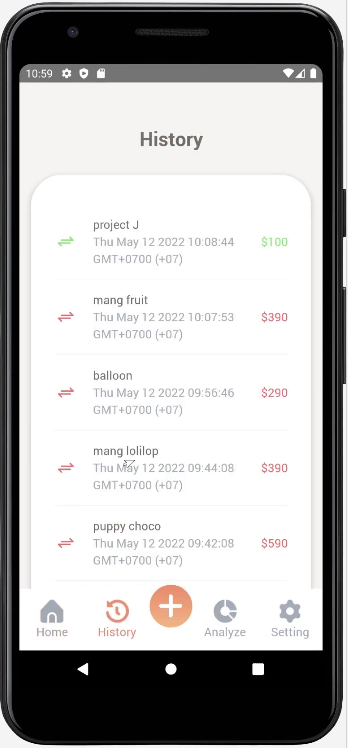 10:59
History
project J
Thu May 12 2022 10:08:44
GMT+0700 (+07)
$100
mang fruit
Thu May 12 2022 10:07:53
GMT+0700 (+07)
$390
balloon
Thu May 12 2022 09:56:46
GMT+0700 (+07)
$290
mang lolilop
Thu May 12 2022 09:44:08
GMT+0700 (+07)
$390
puppy choco
Thu May 12 2022 09:42:08
GMT+0700 (+07)
$590
Home
History
Analyze
Setting